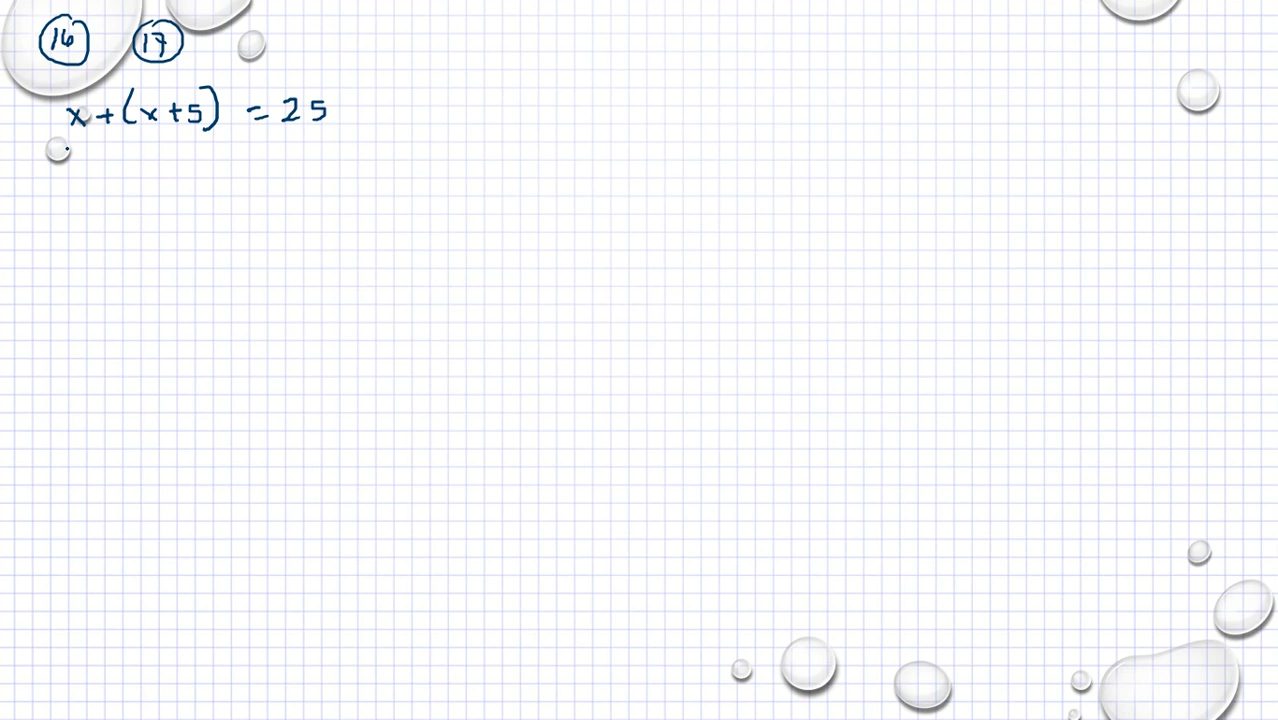 16 17
x+(x+5) = 25